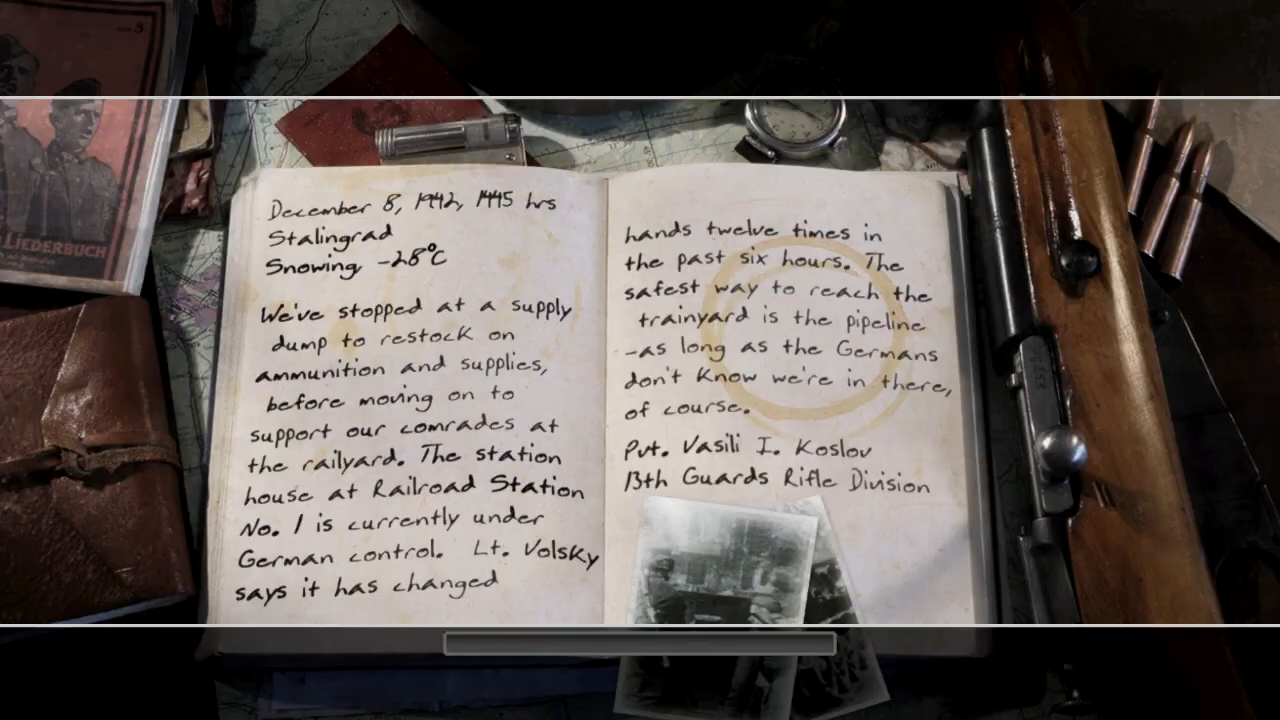 LIEDERBUCH
December 8, 1942, 1445 hrs
Stalingrad
Snowing -28°C
We've stopped at a supply
dump to restock on
ammunition and supplies,
before moving on to
support our comrades at
the railyard. The station
house at Railroad Station
No. 1 is currently under
German control. Lt. Volsky
says it has changed
hands twelve times in
the past six hours. The
safest way to reach the
trainyard is the pipeline
-as long as the Germans
don't know we're in there,
of course.
Pvt. Vasili I. Koslov
13th Guards Rifle Division